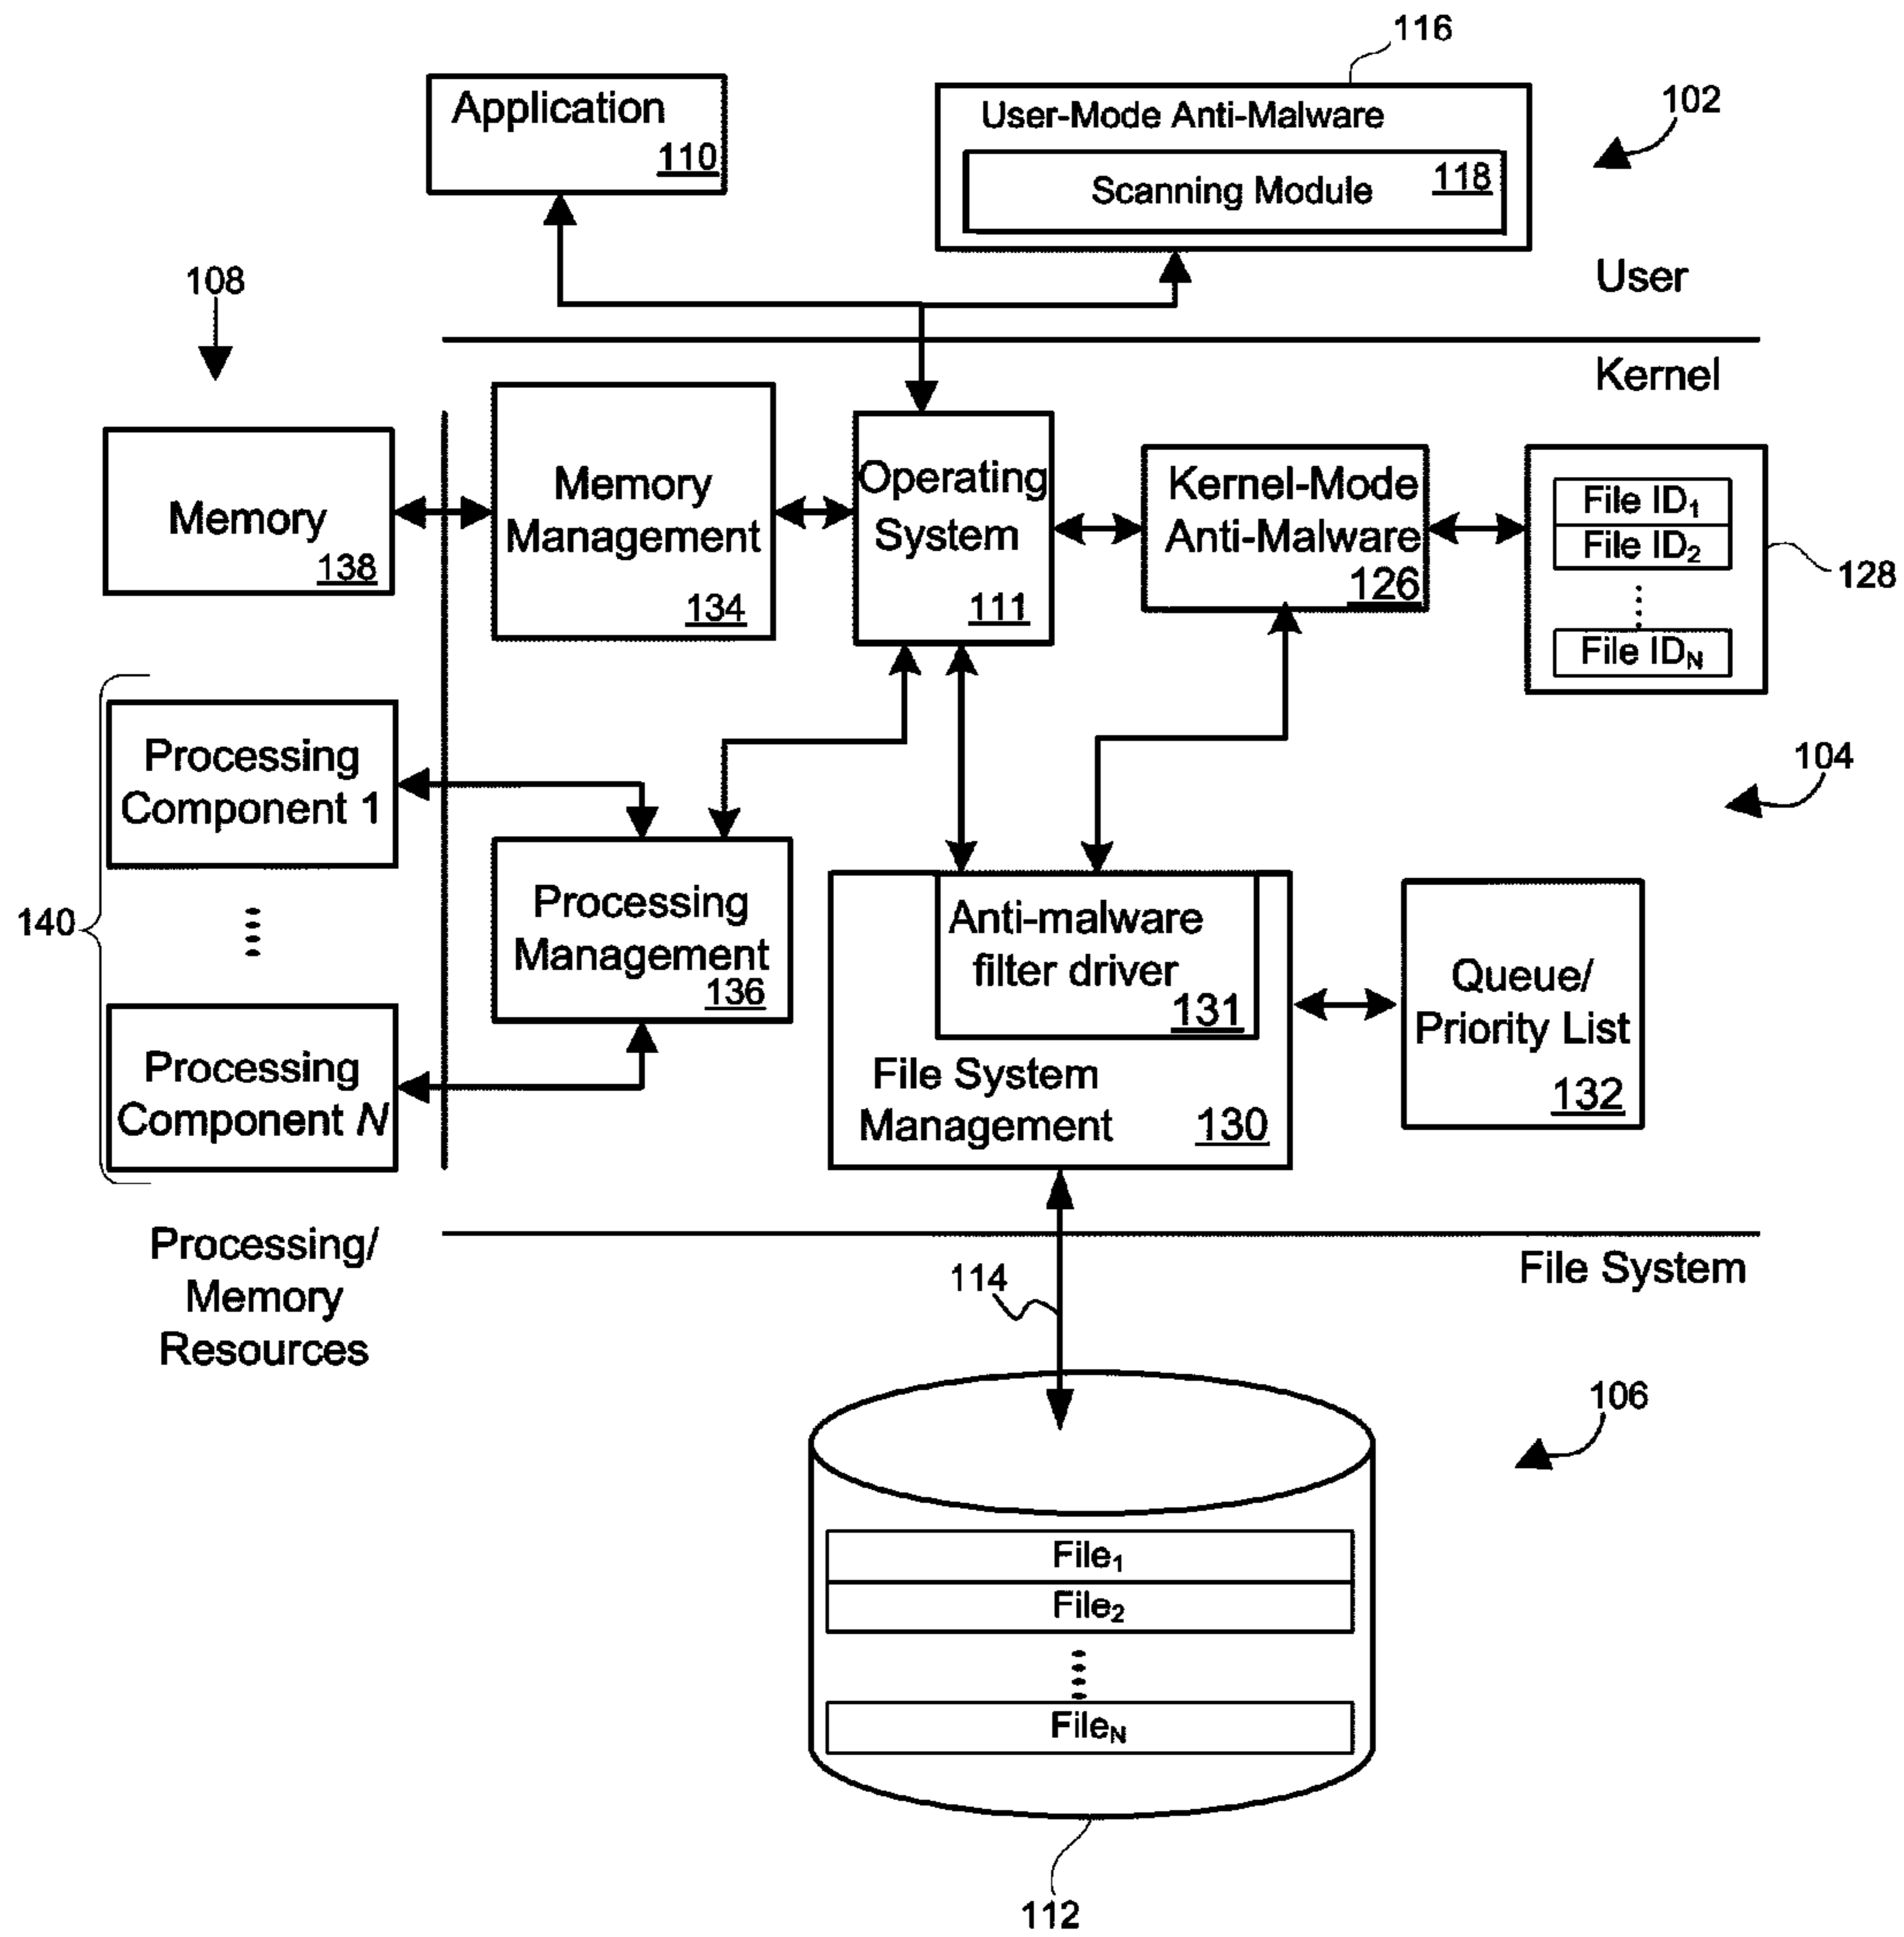 116
Application
110
User-Mode Anti-Malware
Scanning Module
118
102
User
108
Kernel
Memory
138
Memory
Management
134
Operating
System
111
Kernel-Mode
Anti-Malware
126
File ID1
File ID2
File IDN
128
140
Processing
Component 1
Processing
Component N
Processing
Management
136
104
Anti-malware
filter driver
131
File System
Management
130
Queue/
Priority List
132
Processing/
Memory
Resources
File System
114
106
File1
File2
FileN
112